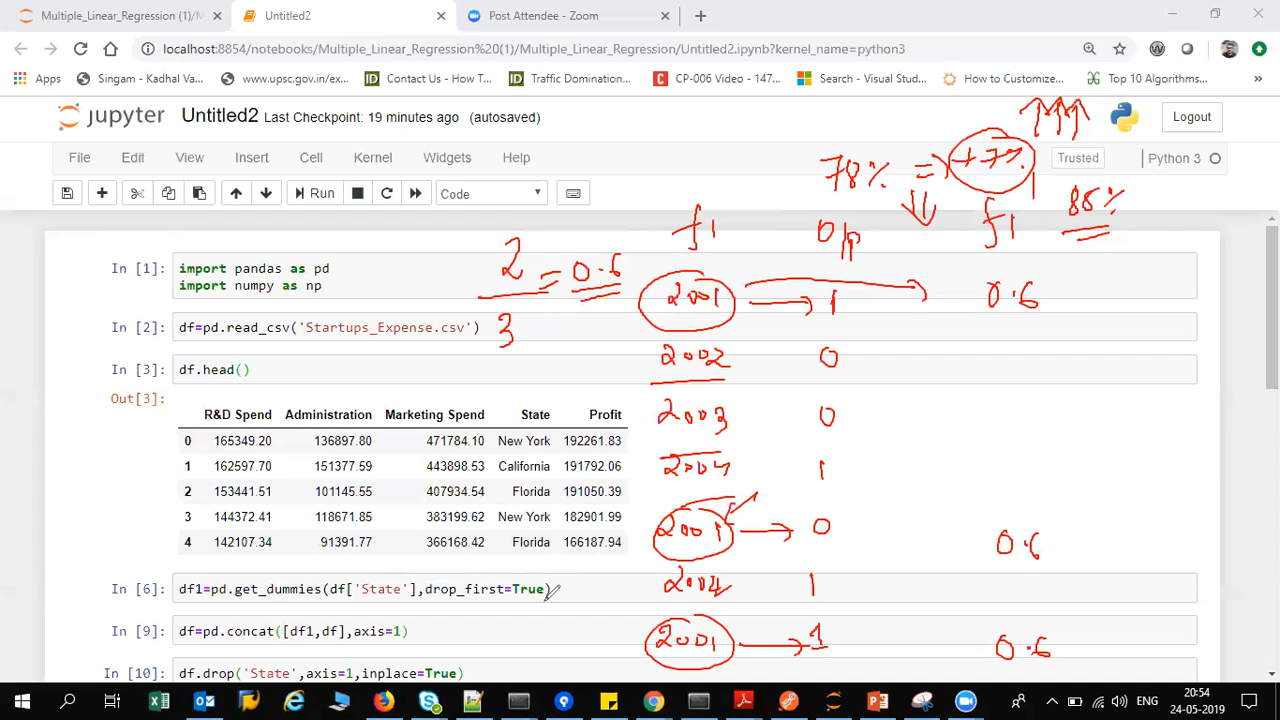 Multiple_Linear_Regression (1)/M
Untitled2
Post Attendee - Zoom
localhost:8854/notebooks/Multiple_Linear_Regression%20(1)/Multiple_Linear_Regression/Untitled2.ipynb?kernel_name=python3
Apps
Singam - Kadhal Va
www.upsc.gov.in/ex
Contact Us - How T...
Traffic Domination...
CP-006 Video - 147...
Search - Visual Stud...
How to Customize...
Top 10 Algorithms...
jupyter
Untitled2 Last Checkpoint: 19 minutes ago (autosaved)
Logout
File Edit View Insert Cell Kernel Widgets Help
Trusted
Python 3
Run
Code
78% => +7%
85%
f1 O/p f1
2/3 = 0.6
2001 1 0.6
2002 0
2003 0
2004 1
2001 0 0.6
2004 1
2001 1 0.6
In [1]: import pandas as pd
import numpy as np
In [2]: df=pd.read_csv('Startups_Expense.csv')
In [3]: df.head()
Out[3]:
R&D Spend Administration Marketing Spend State Profit
0 165349.20 136897.80 471784.10 New York 192261.83
1 162597.70 151377.59 443898.53 California 191792.06
2 153441.51 101145.55 407934.54 Florida 191050.39
3 144372.41 118671.85 383199.62 New York 182901.99
4 142107.34 91391.77 366168.42 Florida 166187.94
In [6]: df1=pd.get_dummies(df['State'],drop_first=True)
In [9]: df=pd.concat([df1,df],axis=1)
In [10]: df.drop('State',axis=1,inplace=True)
ENG
20:54
24-05-2019